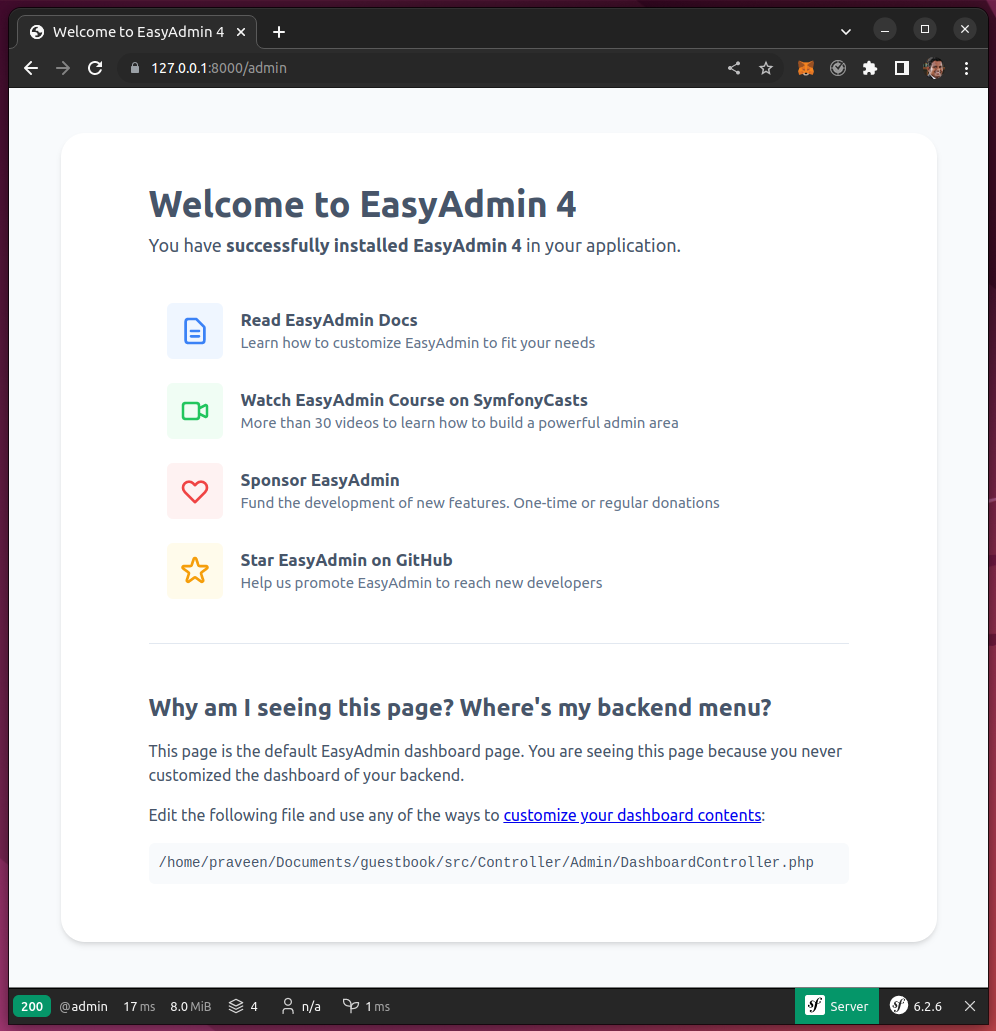 Welcome to EasyAdmin 4
127.0.0.1:8000/admin
Welcome to EasyAdmin 4
You have successfully installed EasyAdmin 4 in your application.
Read EasyAdmin Docs
Learn how to customize EasyAdmin to fit your needs
Watch EasyAdmin Course on SymfonyCasts
More than 30 videos to learn how to build a powerful admin area
Sponsor EasyAdmin
Fund the development of new features. One-time or regular donations
Star EasyAdmin on GitHub
Help us promote EasyAdmin to reach new developers
Why am I seeing this page? Where's my backend menu?
This page is the default EasyAdmin dashboard page. You are seeing this page because you never
customized the dashboard of your backend.
Edit the following file and use any of the ways to customize your dashboard contents:
/home/praveen/Documents/guestbook/src/Controller/Admin/DashboardController.php
200 @admin 17 ms 8.0 MiB 4 n/a 1 ms sf Server sf 6.2.6